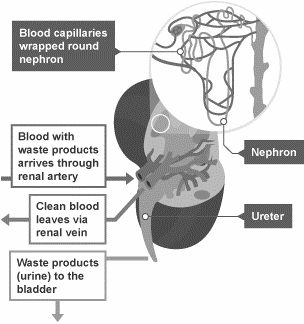 Blood capillaries
wrapped round
nephron
Nephron
Blood with
waste products
arrives through
renal artery
Clean blood
leaves via
renal vein
Ureter
Waste products
(urine) to the
bladder